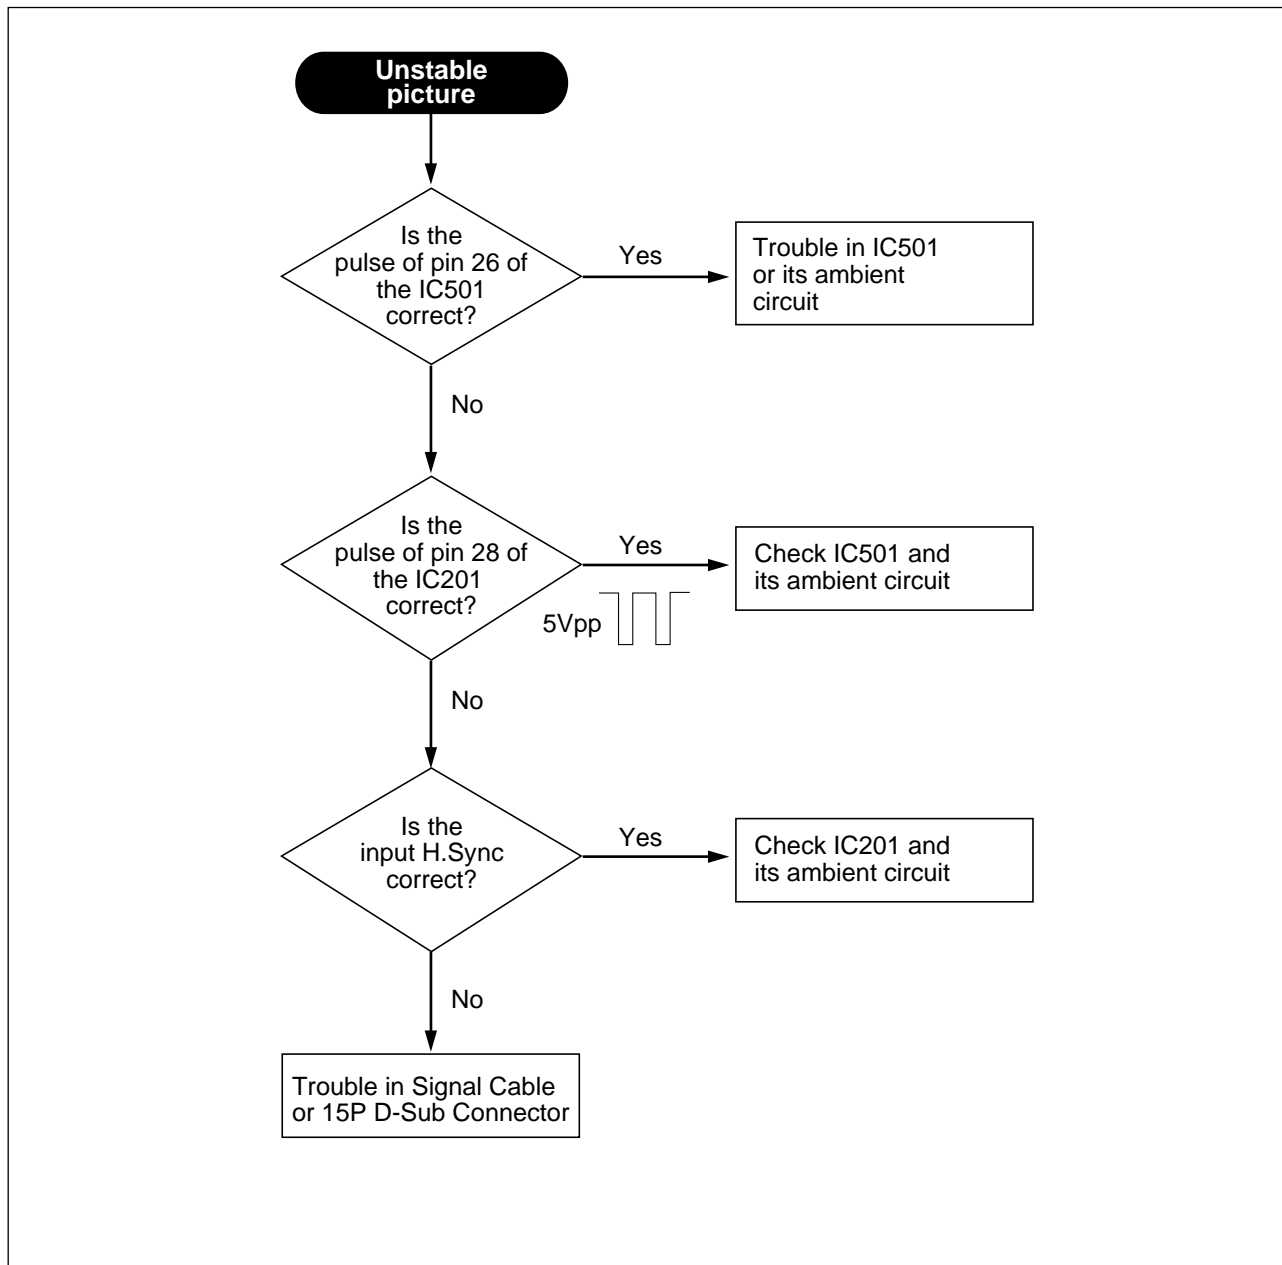 Unstable
picture
Is the
pulse of pin 26 of
the IC501
correct?
Yes
Trouble in IC501
or its ambient
circuit
No
Is the
pulse of pin 28 of
the IC201
correct?
Yes
5Vpp
Check IC501 and
its ambient circuit
No
Is the
input H.Sync
correct?
Yes
Check IC201 and
its ambient circuit
No
Trouble in Signal Cable
or 15P D-Sub Connector